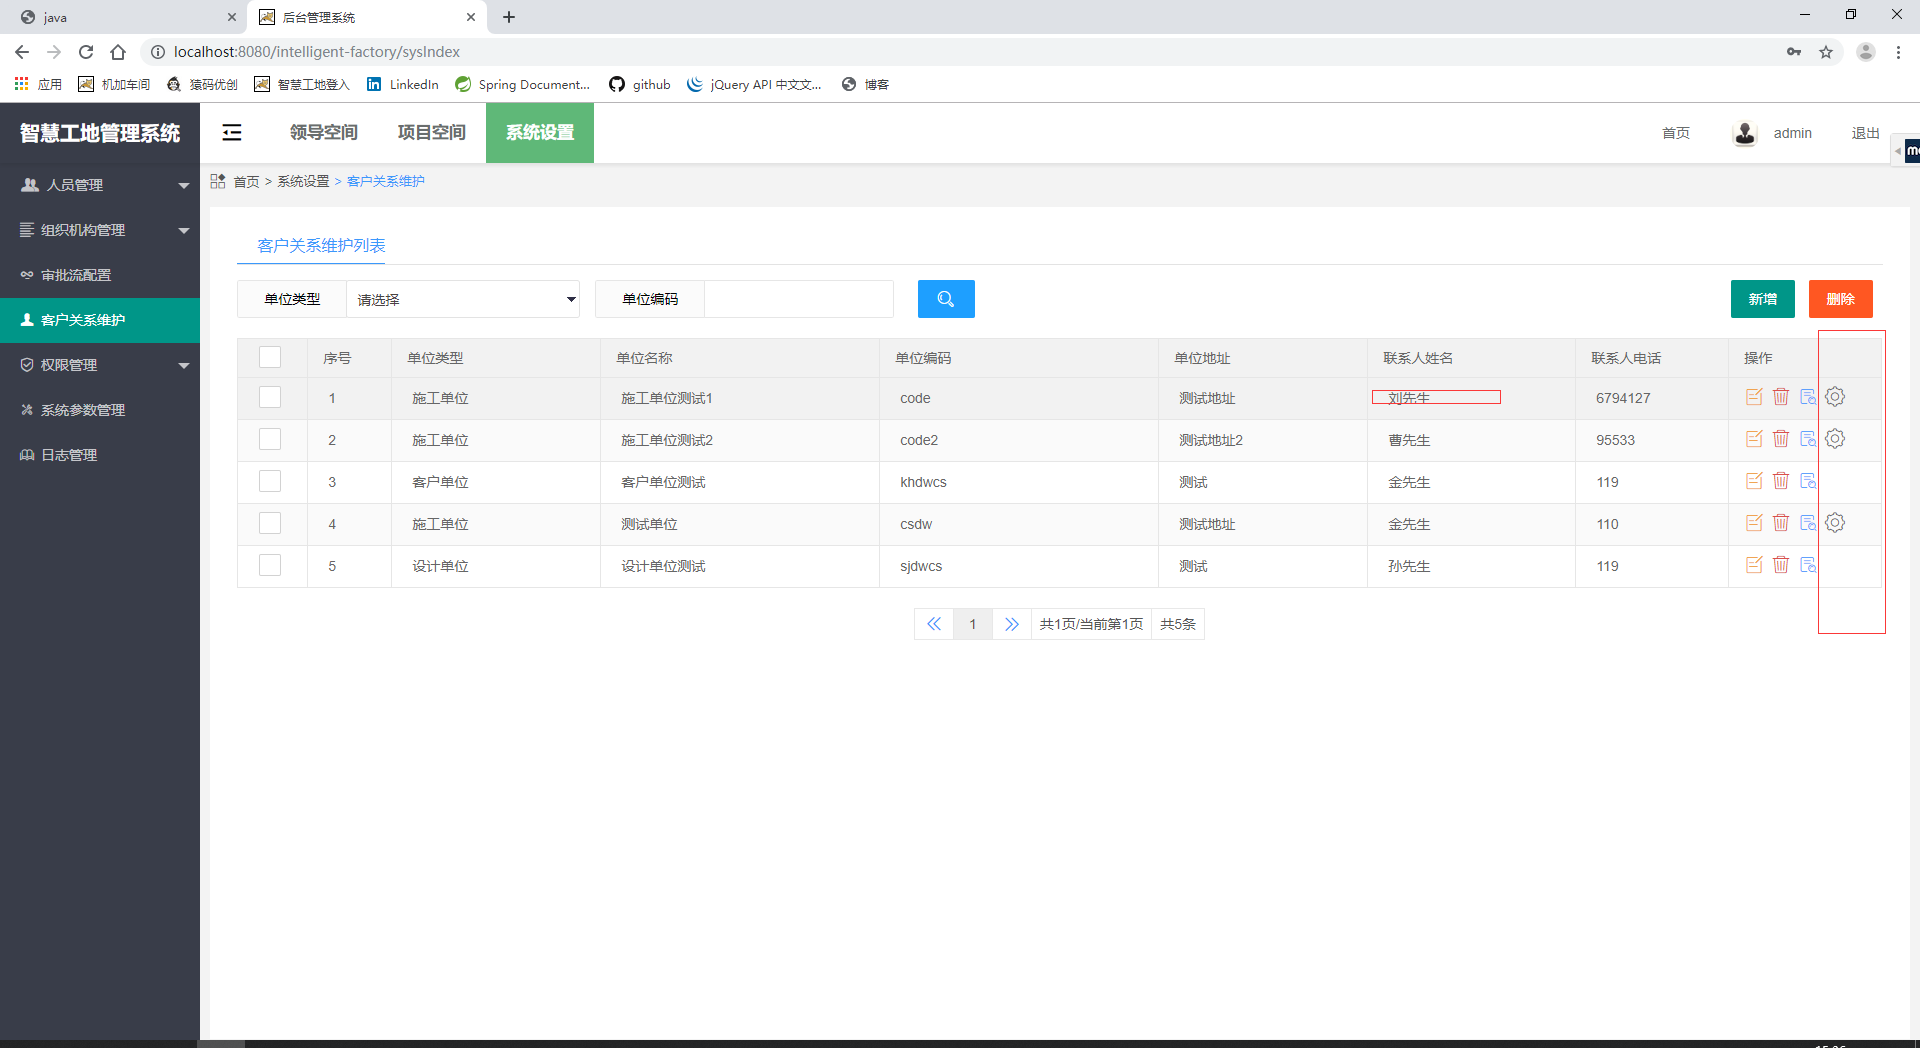 java
后台管理系统
localhost:8080/intelligent-factory/sysIndex
应用 机加车间 猿码优创 智慧工地登入 LinkedIn Spring Document... github jQuery API 中文文... 博客
智慧工地管理系统
领导空间 项目空间 系统设置
首页 admin 退出
首页 > 系统设置 > 客户关系维护
人员管理
组织机构管理
审批流配置
客户关系维护
权限管理
系统参数管理
日志管理
客户关系维护列表
单位类型 请选择 单位编码 新增 删除
序号 单位类型 单位名称 单位编码 单位地址 联系人姓名 联系人电话 操作
1 施工单位 施工单位测试1 code 测试地址 刘先生 6794127
2 施工单位 施工单位测试2 code2 测试地址2 曹先生 95533
3 客户单位 客户单位测试 khdwcs 测试 金先生 119
4 施工单位 测试单位 csdw 测试地址 金先生 110
5 设计单位 设计单位测试 sjdwcs 测试 孙先生 119
1 共1页/当前第1页 共5条